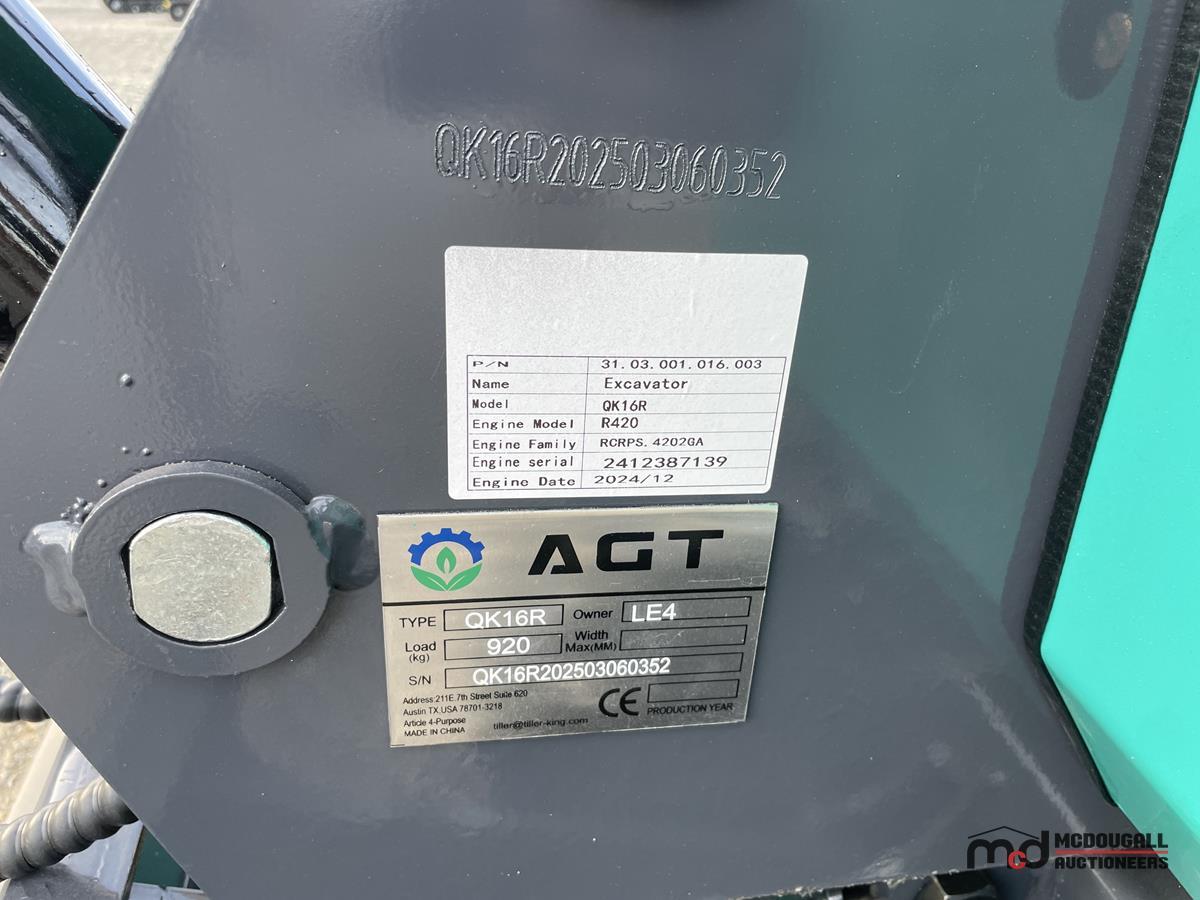 QK16R202503060352
P/N 31.03.001.016.003
Name Excavator
Model QK16R
Engine Model R420
Engine Family RCRPS.4202GA
Engine serial 2412387139
Engine Date 2024/12
AGT
TYPE QK16R Owner LE4
Load (kg) 920 Width Max(MM)
S/N QK16R202503060352
Address:211E.7th Street Suite 620
Austin TX.USA 78701-3218
Article 4-Purpose
MADE IN CHINA tiller@tiller-king.com CE PRODUCTION YEAR
mcd MCDOUGALL
AUCTIONEERS